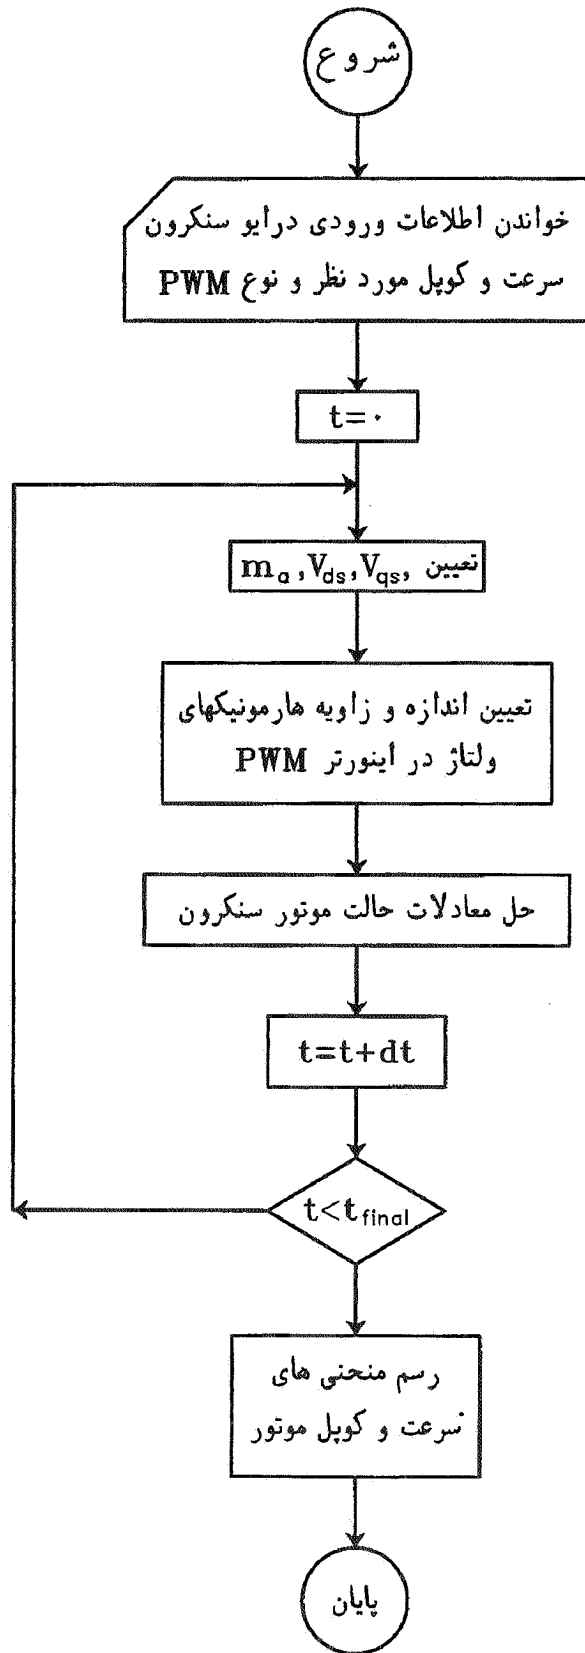 شروع
خواندن اطلاعات ورودی درایو سنکرون
سرعت و کوپل مورد نظر و نوع PWM
t=۰
تعیین m_a,V_ds,V_qs,
تعیین اندازه و زاویه هارمونیکهای
ولتاژ در اینورتر PWM
حل معادلات حالت موتور سنکرون
t=t+dt
t<t_final
رسم منحنی های
سرعت و کوپل موتور
پایان